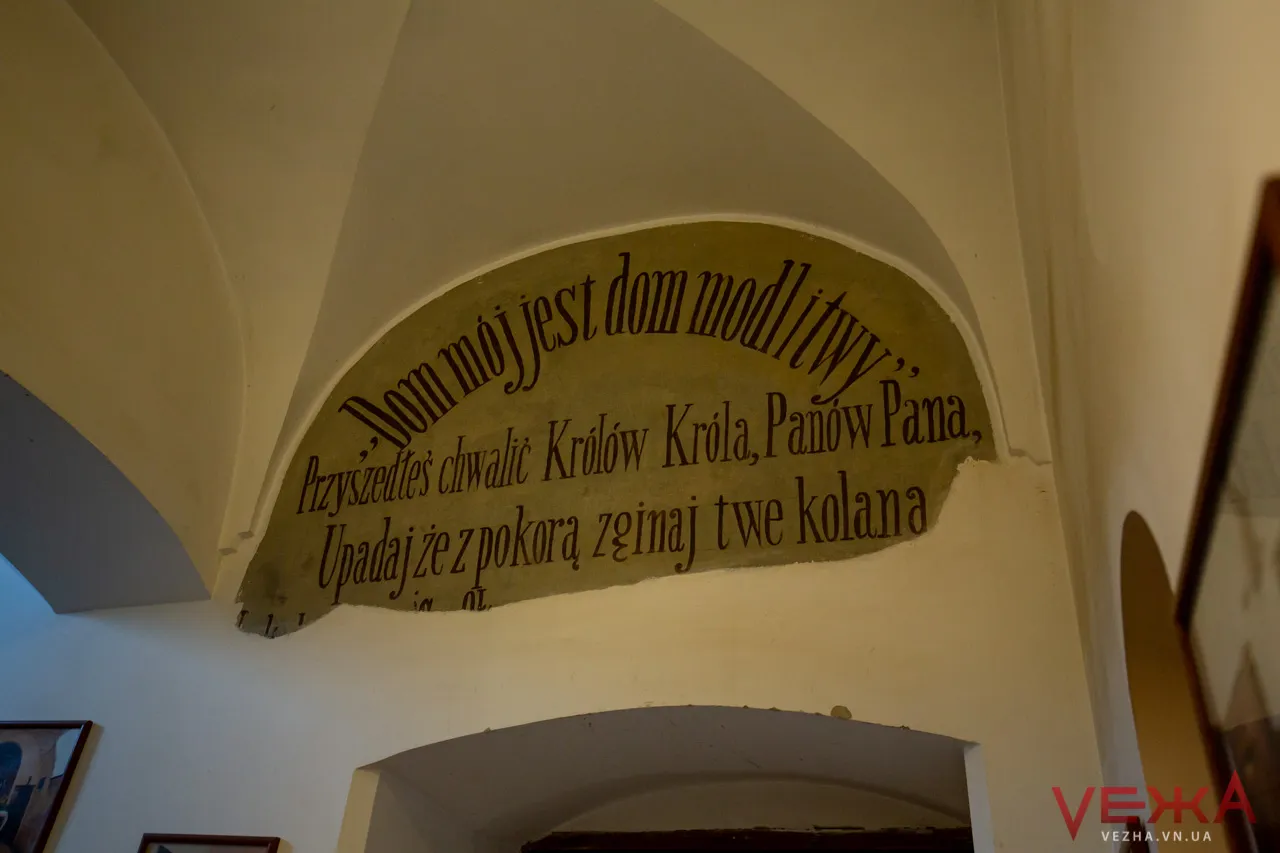 „Dom mój jest dom modlitwy”
Przyszedłeś chwalić Królów Króla, Panów Pana,
Upadajże z pokorą zginaj twe kolana
VEЖA
VEZHA.VN.UA